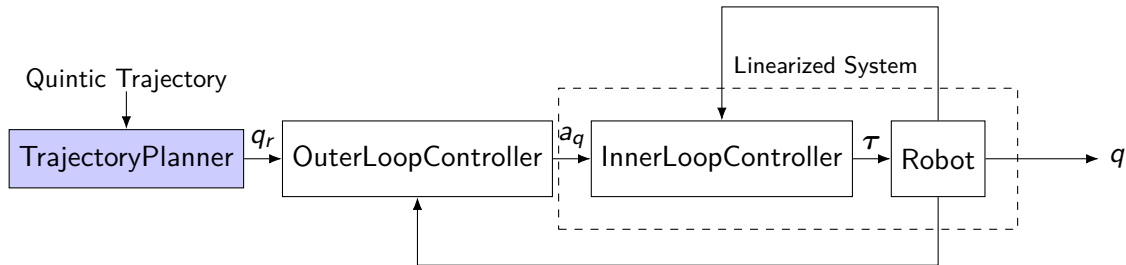 Linearized System
Quintic Trajectory
TrajectoryPlanner
q_r
OuterLoopController
a_q
InnerLoopController
τ
Robot
q